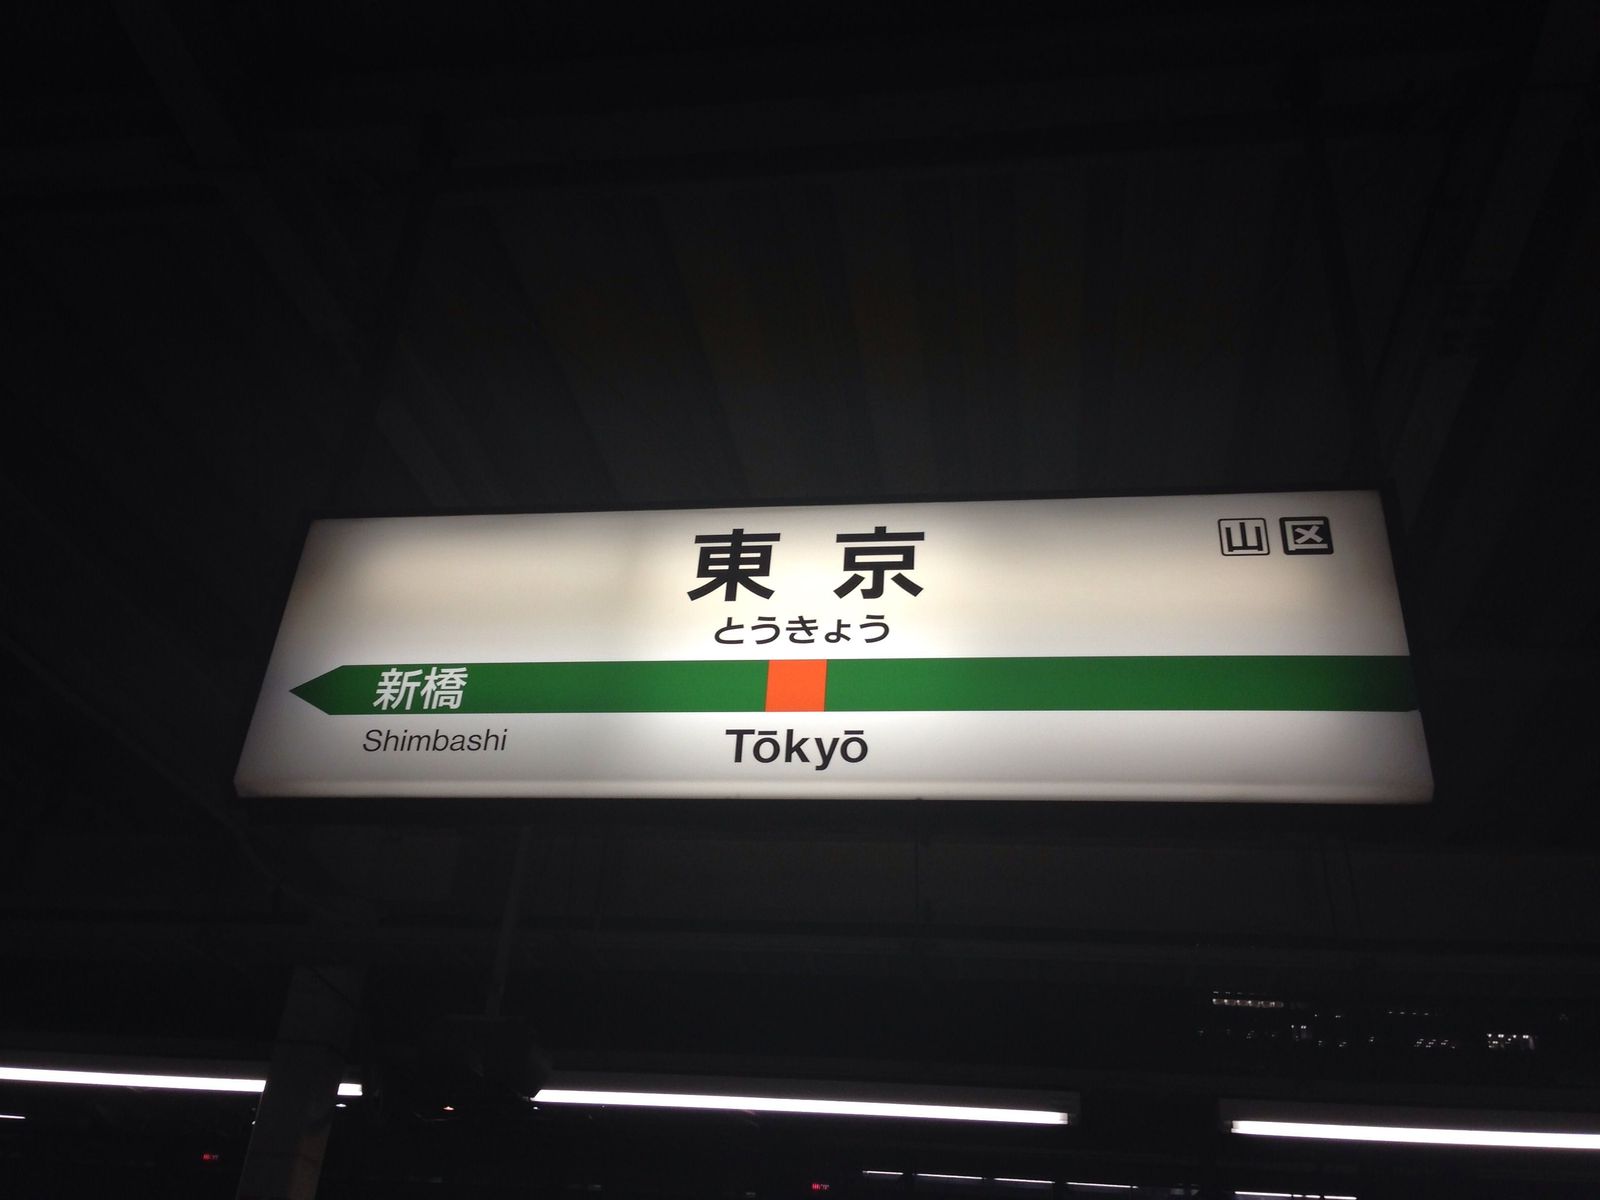 東京
山 区
とうきょう
新橋
Shimbashi
Tōkyō